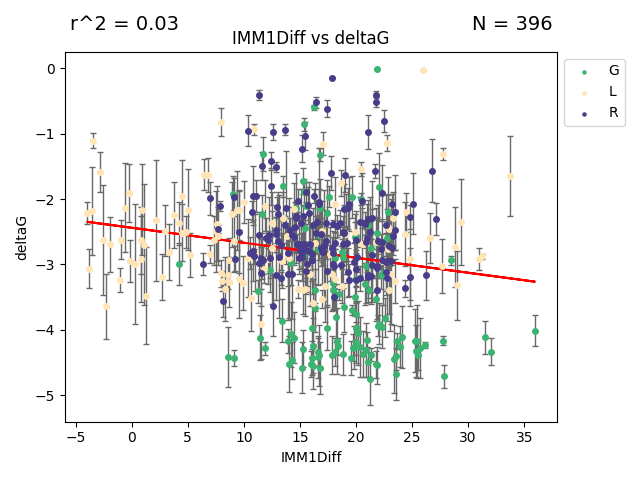 r^2 = 0.03 N = 396
IMM1Diff vs deltaG
G
L
R
0
−1
−2
−3
−4
−5
deltaG
−5 0 5 10 15 20 25 30 35
IMM1Diff